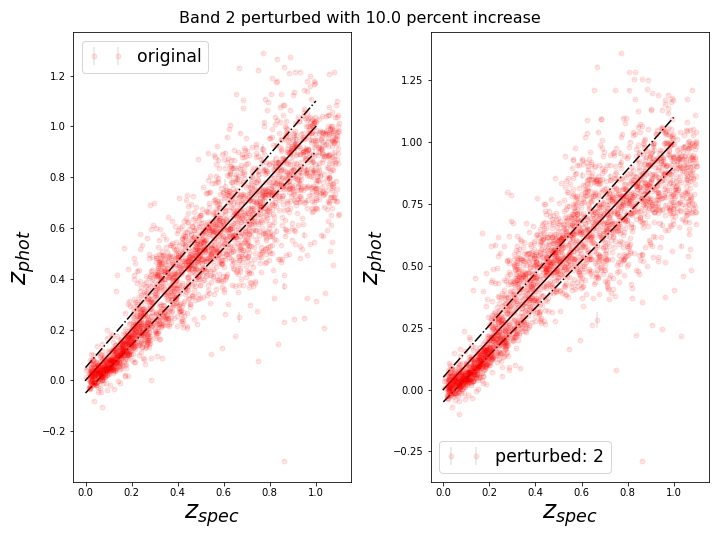 Band 2 perturbed with 10.0 percent increase
original
z_phot
1.2
1.0
0.8
0.6
0.4
0.2
0.0
−0.2
0.0 0.2 0.4 0.6 0.8 1.0
z_spec
z_phot
1.25
1.00
0.75
0.50
0.25
0.00
−0.25
perturbed: 2
0.0 0.2 0.4 0.6 0.8 1.0
z_spec